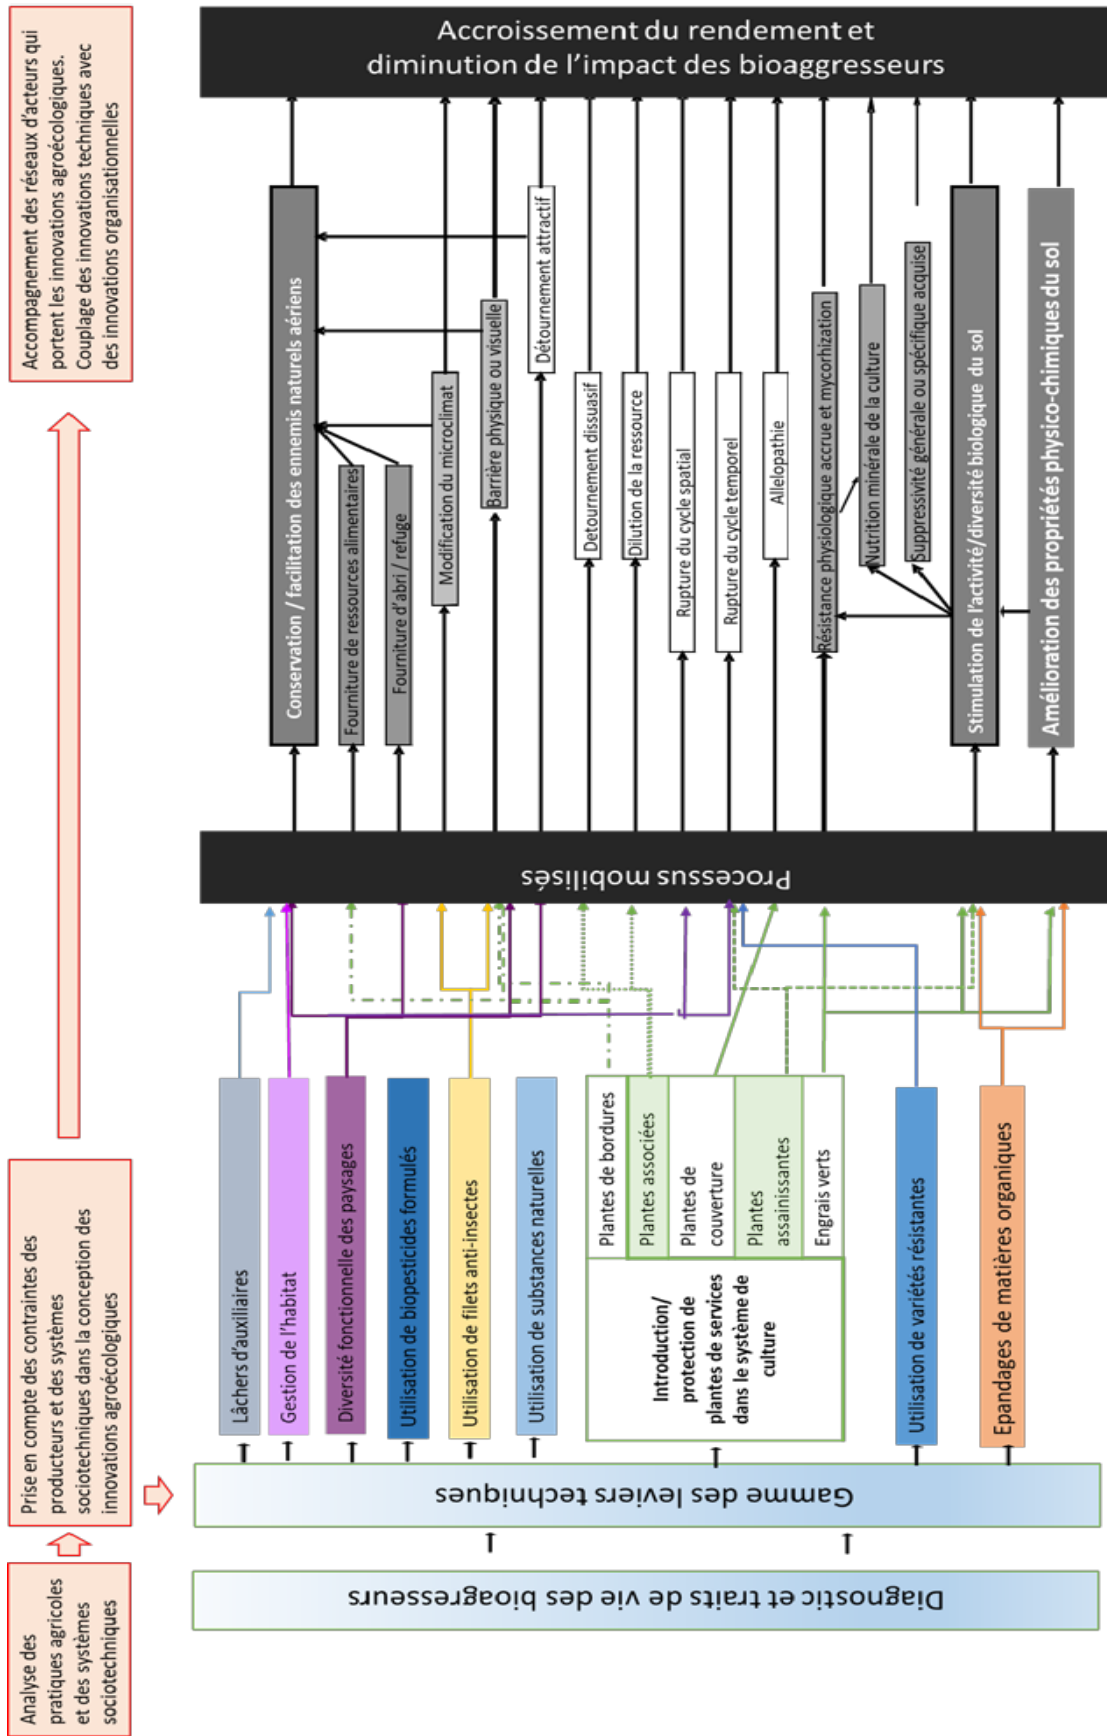 Analyse des
pratiques agricoles
et des systèmes
sociotechniques
Prise en compte des contraintes des
producteurs et des systèmes
sociotechniques dans la conception des
innovations agroécologiques
Accompagnement des réseaux d'acteurs qui
portent les innovations agroécologiques.
Couplage des innovations techniques avec
des innovations organisationnelles
Diagnostic et traits de vie des bioagresseurs
Gamme des leviers techniques
Lâchers d'auxiliaires
Gestion de l'habitat
Diversité fonctionnelle des paysages
Utilisation de biopesticides formulés
Utilisation de filets anti-insectes
Utilisation de substances naturelles
Introduction/
protection de
plantes de services
dans le système de
culture
Plantes de bordures
Plantes associées
Plantes de
couverture
Plantes
assainissantes
Engrais verts
Utilisation de variétés résistantes
Epandages de matières organiques
Processus mobilisés
Conservation / facilitation des ennemis naturels aériens
Fourniture de ressources alimentaires
Fourniture d'abri / refuge
Modification du microclimat
Barrière physique ou visuelle
Détournement attractif
Detournement dissuasif
Dilution de la ressource
Rupture du cycle spatial
Rupture du cycle temporel
Allelopathie
Résistance physiologique accrue et mycorhization
Nutrition minérale de la culture
Suppressivité générale ou spécifique acquise
Stimulation de l'activité/diversité biologique du sol
Amélioration des propriétés physico-chimiques du sol
Accroissement du rendement et
diminution de l'impact des bioaggresseurs